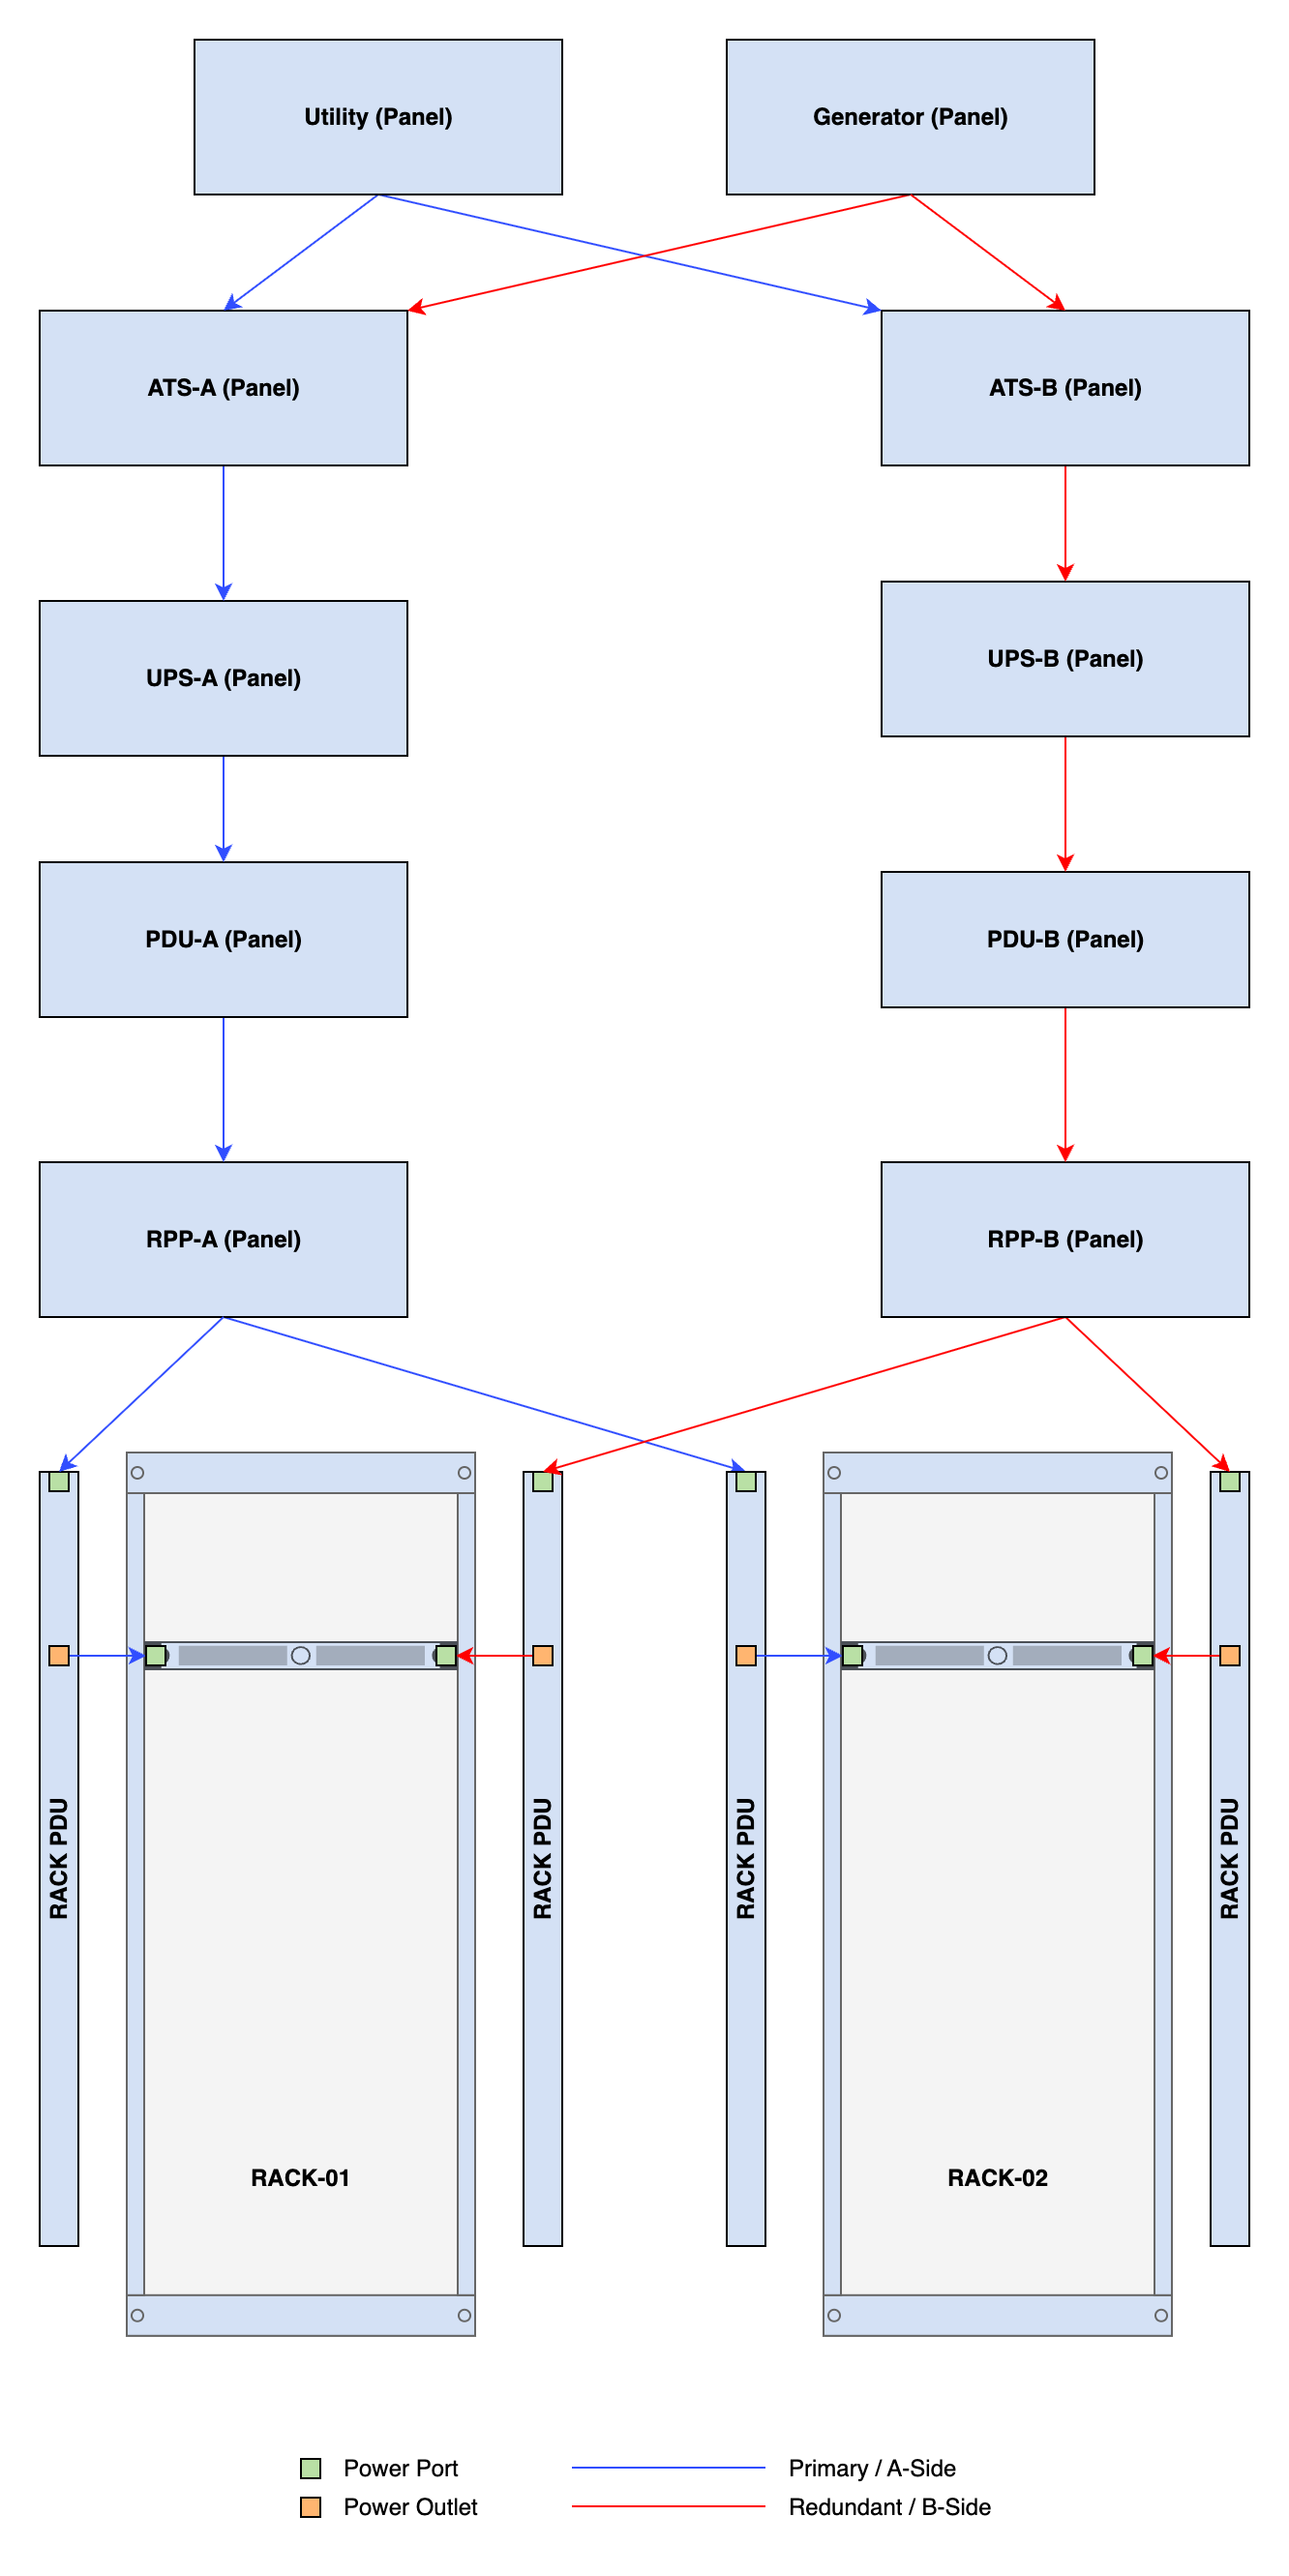 Utility (Panel)
Generator (Panel)
ATS-A (Panel)
ATS-B (Panel)
UPS-A (Panel)
UPS-B (Panel)
PDU-A (Panel)
PDU-B (Panel)
RPP-A (Panel)
RPP-B (Panel)
RACK PDU
RACK PDU
RACK PDU
RACK PDU
RACK-01
RACK-02
Power Port
Primary / A-Side
Power Outlet
Redundant / B-Side